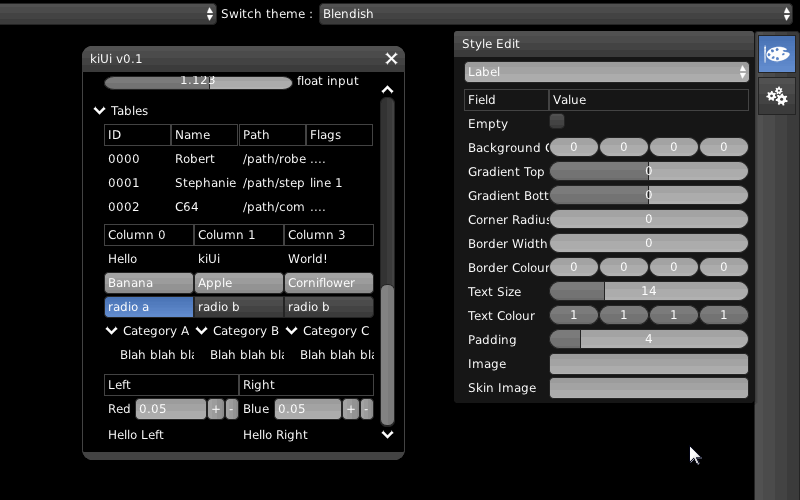 Switch theme : Blendish
kiUi v0.1
1.123 float input
Tables
ID Name Path Flags
0000 Robert /path/robe ....
0001 Stephanie /path/step line 1
0002 C64 /path/com ....
Column 0 Column 1 Column 3
Hello kiUi World!
Banana Apple Corniflower
radio a radio b radio b
Category A Category B Category C
Blah blah bla Blah blah bla Blah blah bla
Left Right
Red 0.05 + - Blue 0.05 + -
Hello Left Hello Right
Style Edit
Label
Field Value
Empty
Background C 0 0 0 0
Gradient Top 0
Gradient Bott 0
Corner Radius 0
Border Width 0
Border Colour 0 0 0 0
Text Size 14
Text Colour 1 1 1 1
Padding 4
Image
Skin Image